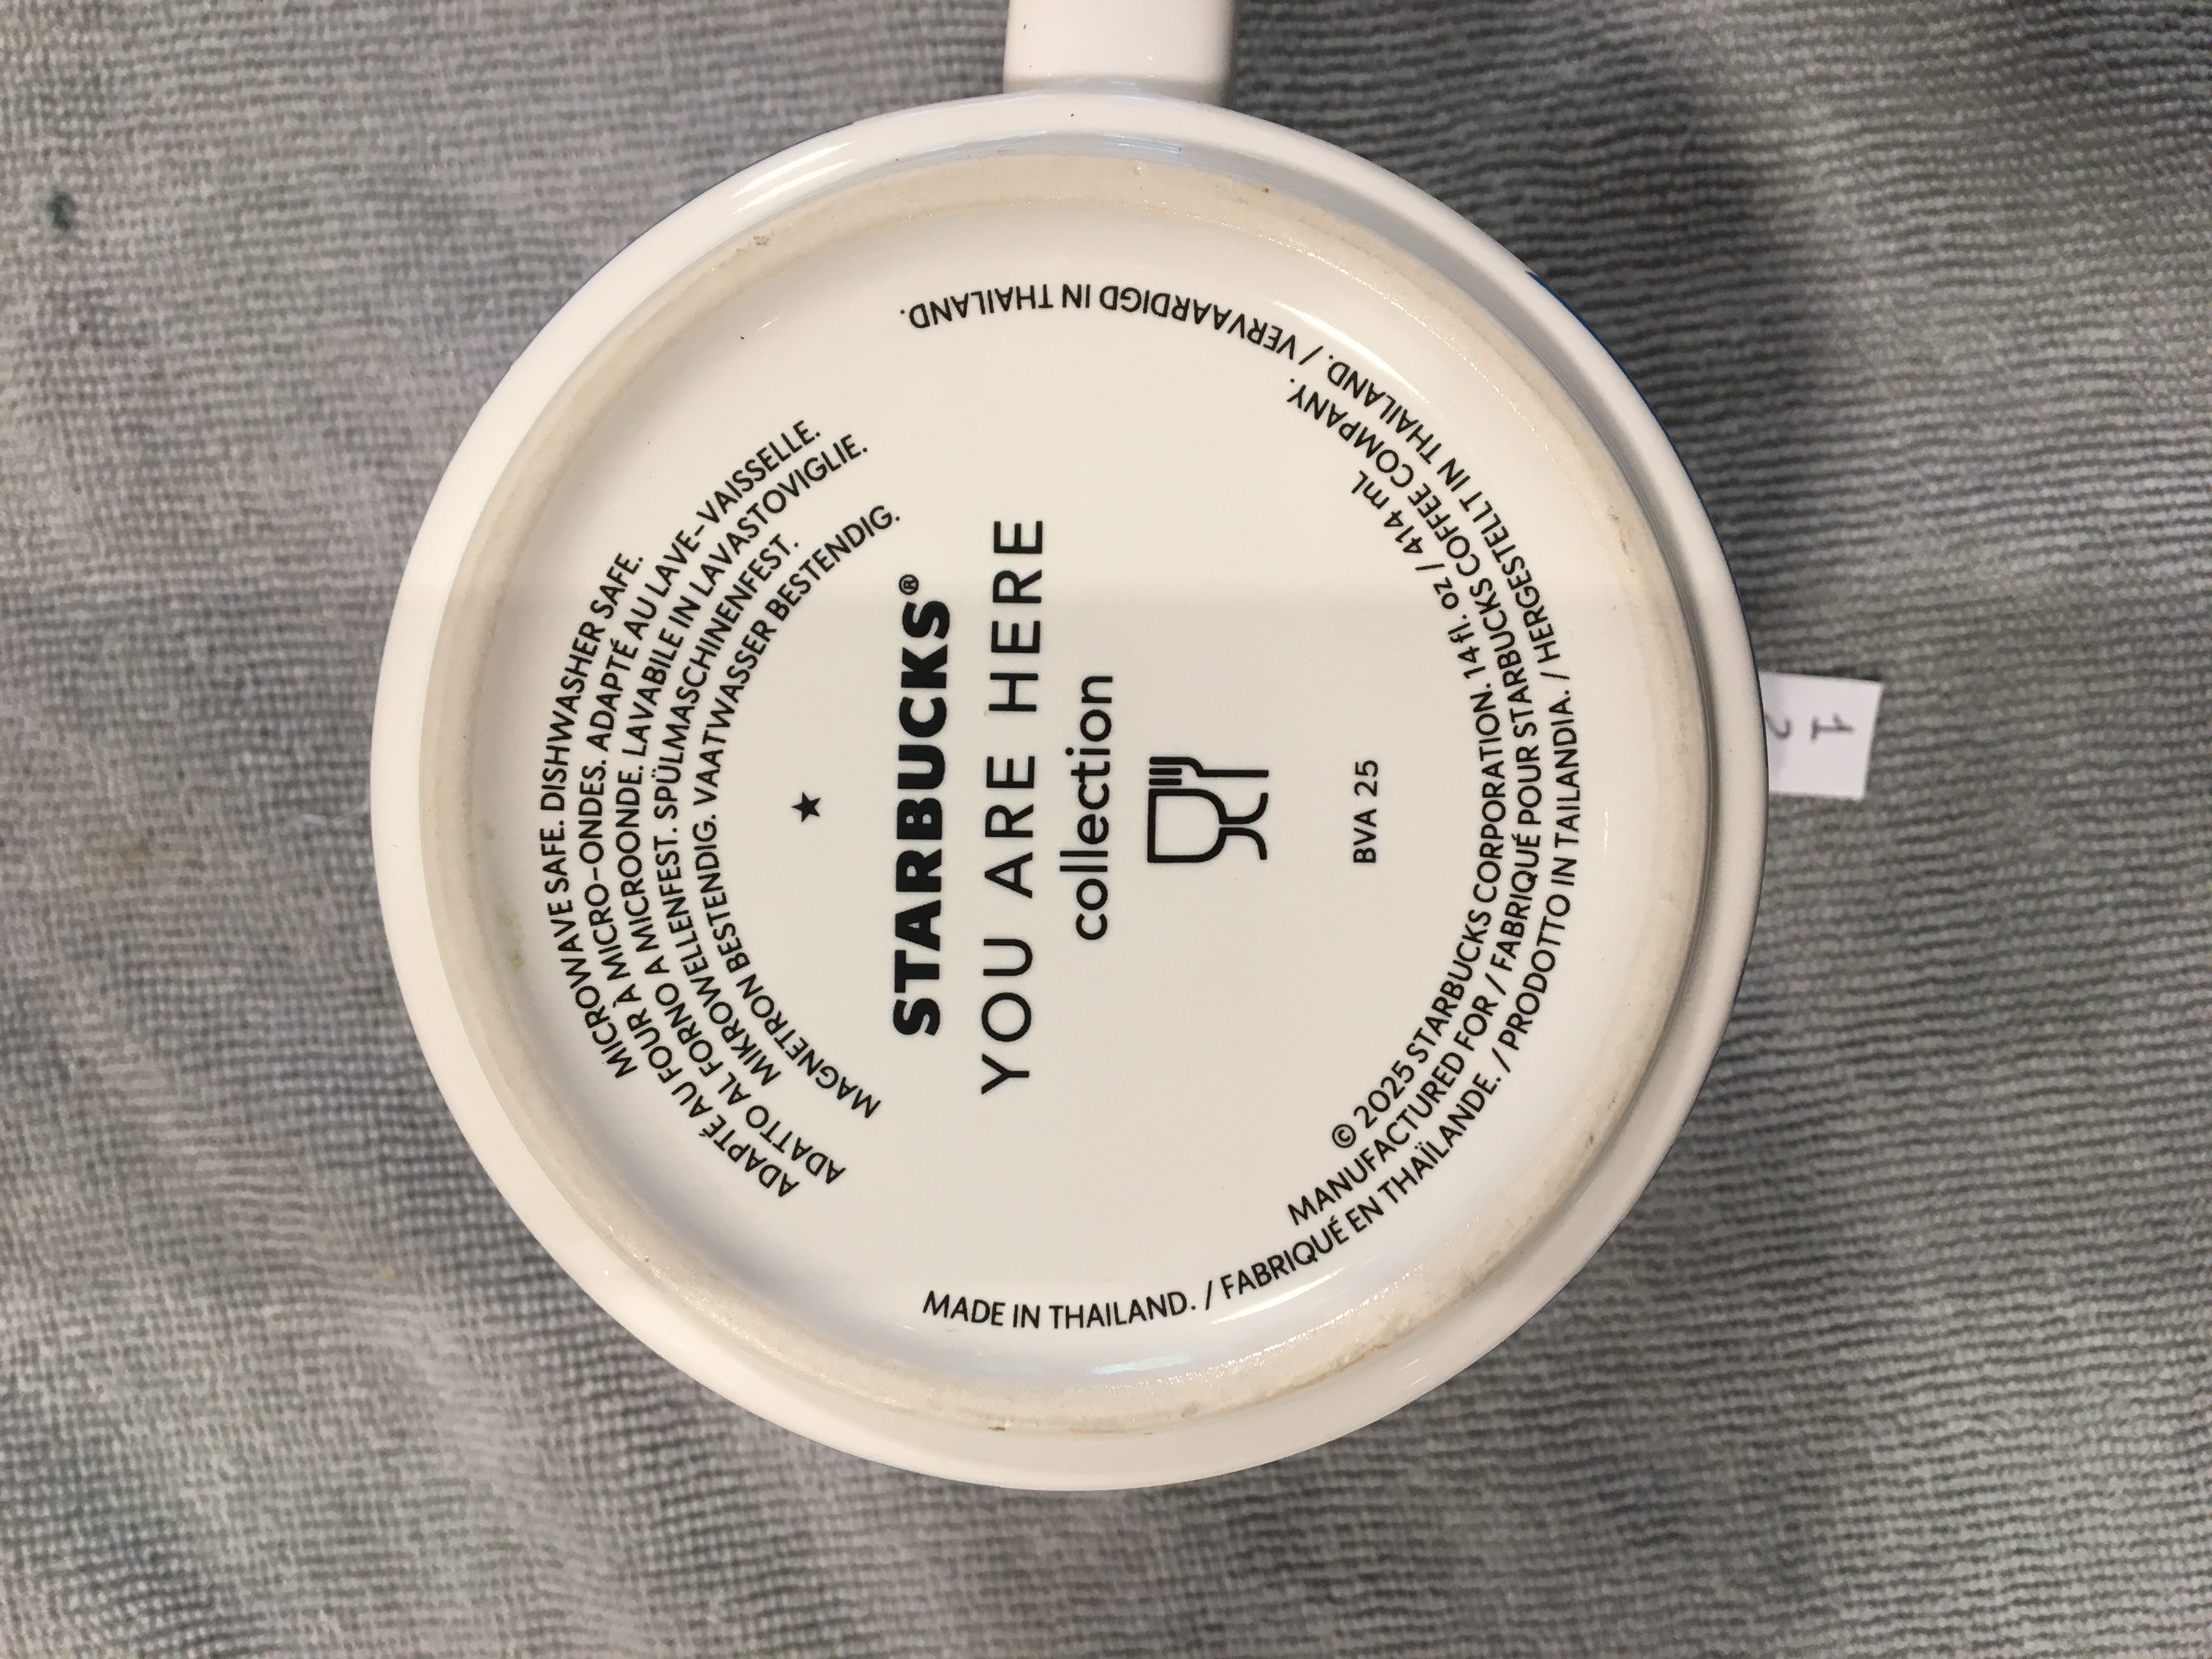 MICROWAVE SAFE. DISHWASHER SAFE.
ADAPTÉ AU FOUR À MICRO-ONDES. ADAPTÉ AU LAVE-VAISSELLE.
ADATTO AL FORNO A MICROONDE. LAVABILE IN LAVASTOVIGLIE.
MIKROWELLENFEST. SPÜLMASCHINENFEST.
MAGNETRON BESTENDIG. VAATWASSER BESTENDIG.
★
STARBUCKS®
YOU ARE HERE
collection
BVA 25
© 2025 STARBUCKS CORPORATION. 14 fl. oz / 414 mL
MANUFACTURED FOR / FABRIQUÉ POUR STARBUCKS COFFEE COMPANY.
MADE IN THAILAND. / FABRIQUÉ EN THAÏLANDE. / PRODOTTO IN TAILANDIA. / HERGESTELLT IN THAILAND. / VERVAARDIGD IN THAILAND.
1